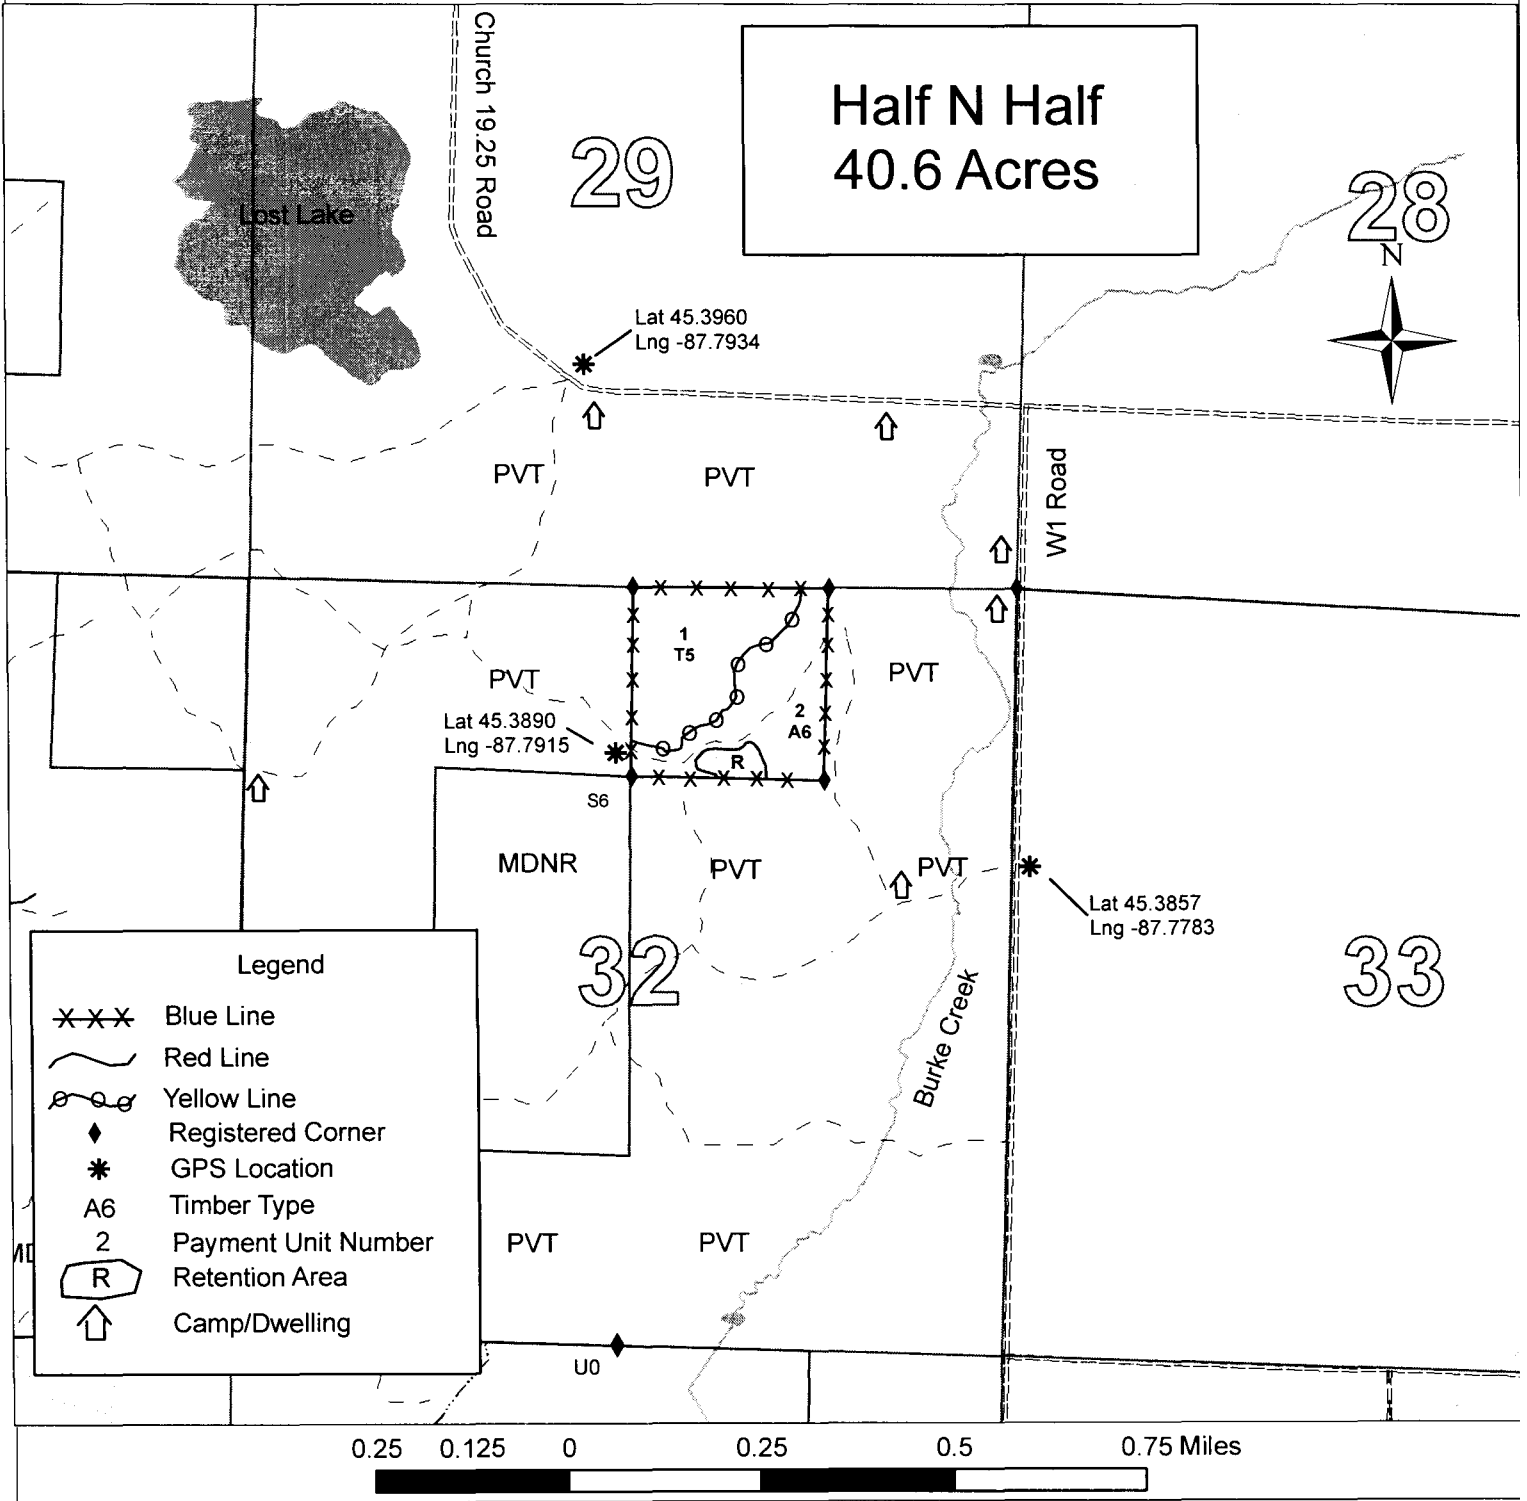 Half N Half
40.6 Acres
Church 19.25 Road
29
28
N
Lost Lake
Lat 45.3960
Lng -87.7934
PVT
PVT
W1 Road
1
T5
PVT
PVT
Lat 45.3890
Lng -87.7915
2
A6
R
S6
MDNR
PVT
PVT
Lat 45.3857
Lng -87.7783
32
33
Burke Creek
Legend
Blue Line
Red Line
Yellow Line
Registered Corner
GPS Location
A6 Timber Type
2 Payment Unit Number
R Retention Area
Camp/Dwelling
PVT
PVT
U0
0.25 0.125 0 0.25 0.5 0.75 Miles